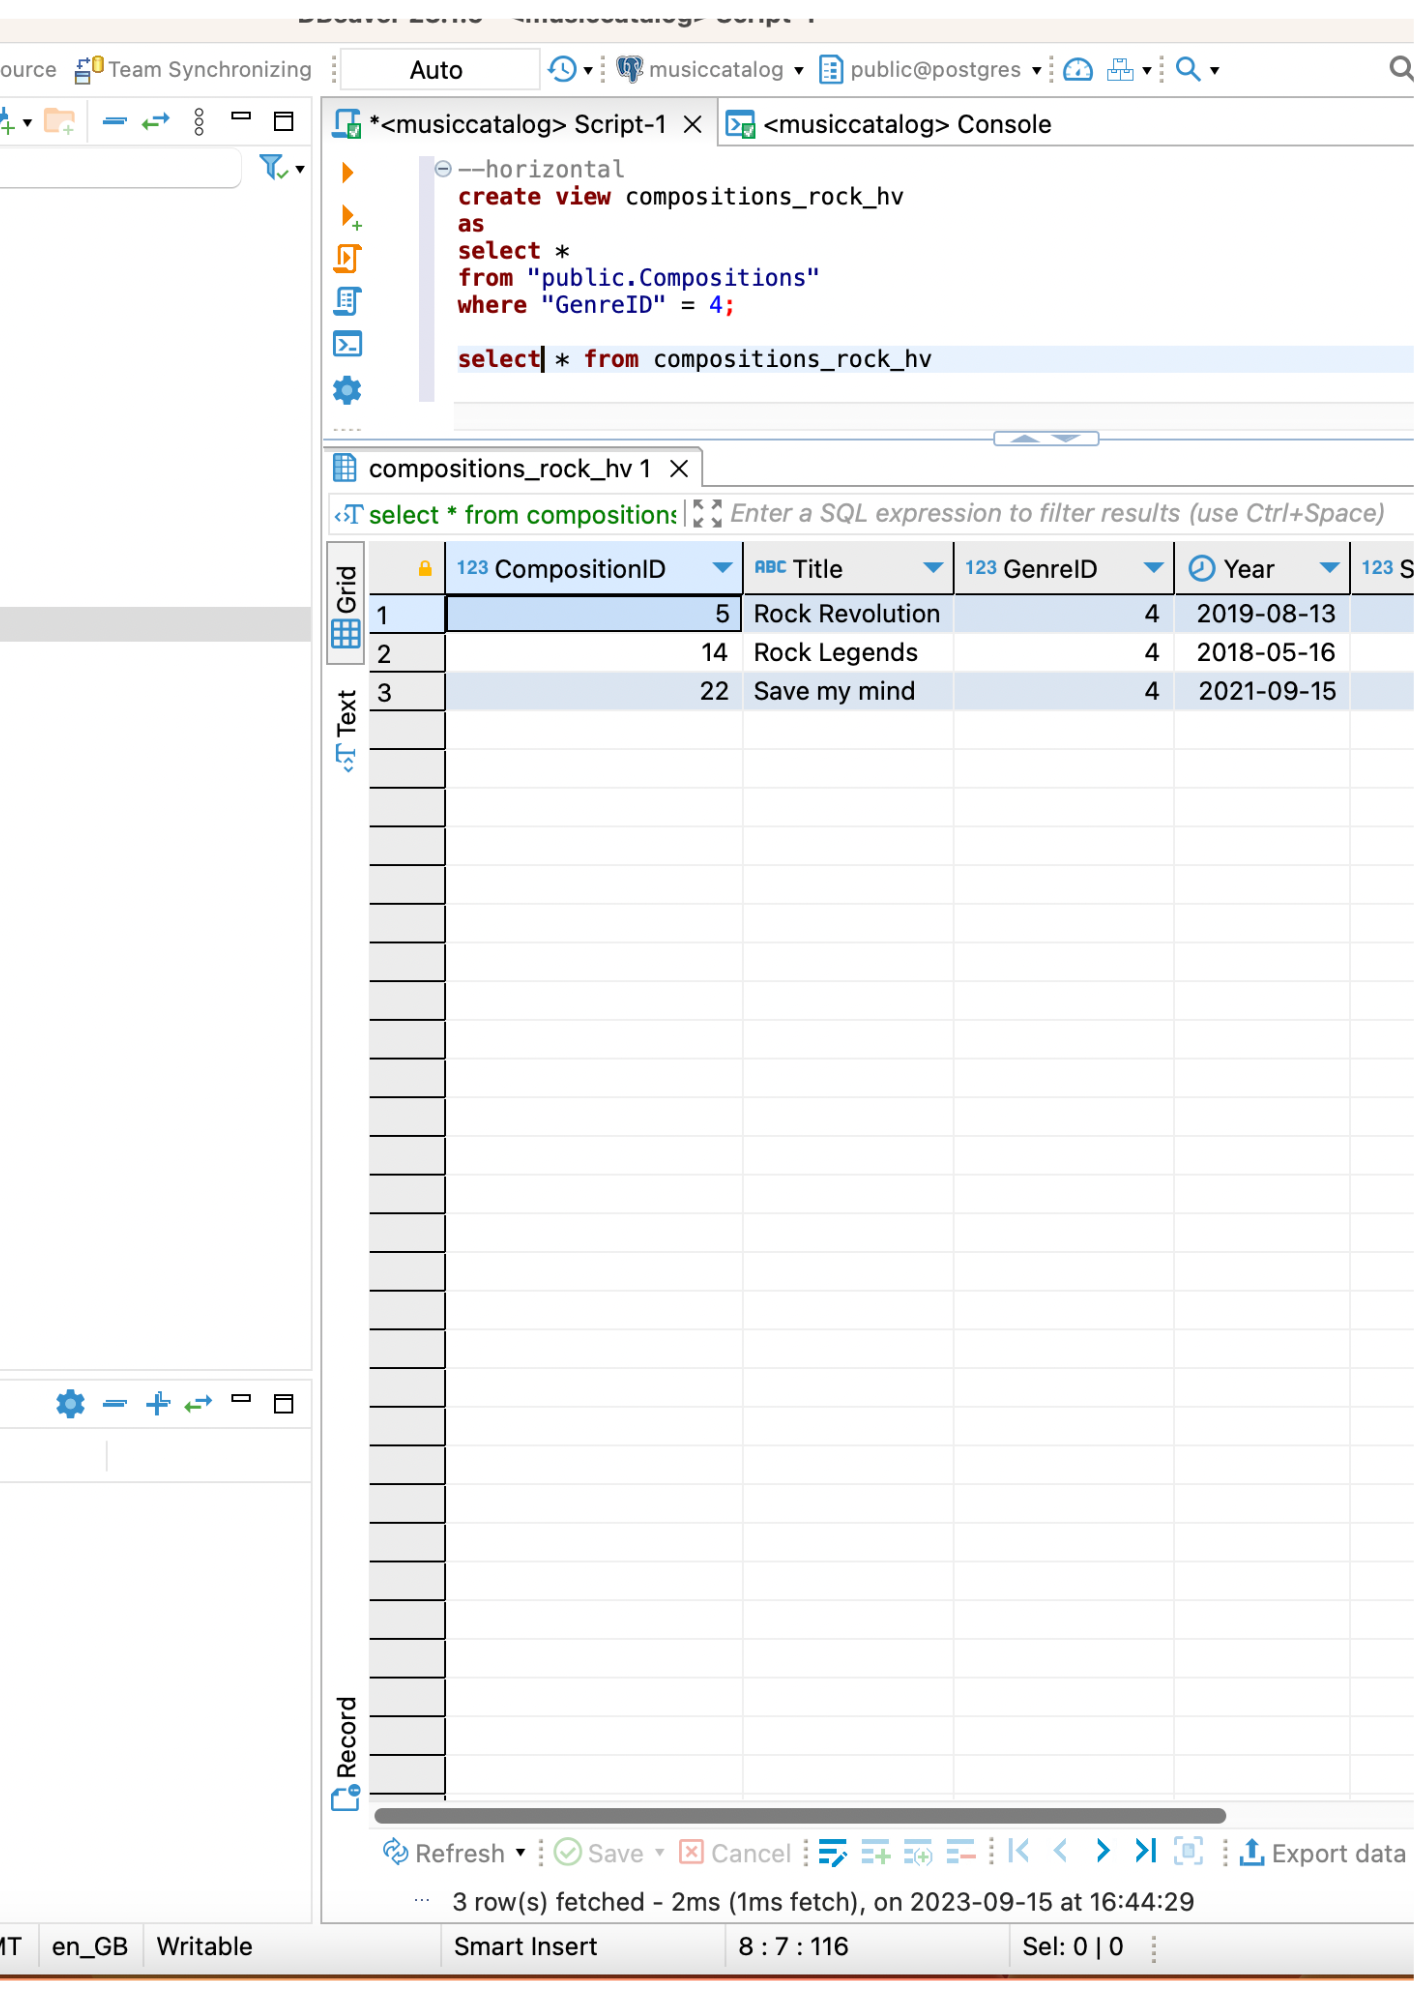 ource Team Synchronizing Auto musiccatalog public@postgres
*<musiccatalog> Script-1 <musiccatalog> Console
--horizontal
create view compositions_rock_hv
as
select *
from "public.Compositions"
where "GenreID" = 4;
select * from compositions_rock_hv
compositions_rock_hv 1
select * from compositions Enter a SQL expression to filter results (use Ctrl+Space)
Grid
Text
Record
123 CompositionID ABC Title 123 GenreID Year 123 S
1 5 Rock Revolution 4 2019-08-13
2 14 Rock Legends 4 2018-05-16
3 22 Save my mind 4 2021-09-15
Refresh Save Cancel Export data
... 3 row(s) fetched - 2ms (1ms fetch), on 2023-09-15 at 16:44:29
MT en_GB Writable Smart Insert 8 : 7 : 116 Sel: 0 | 0